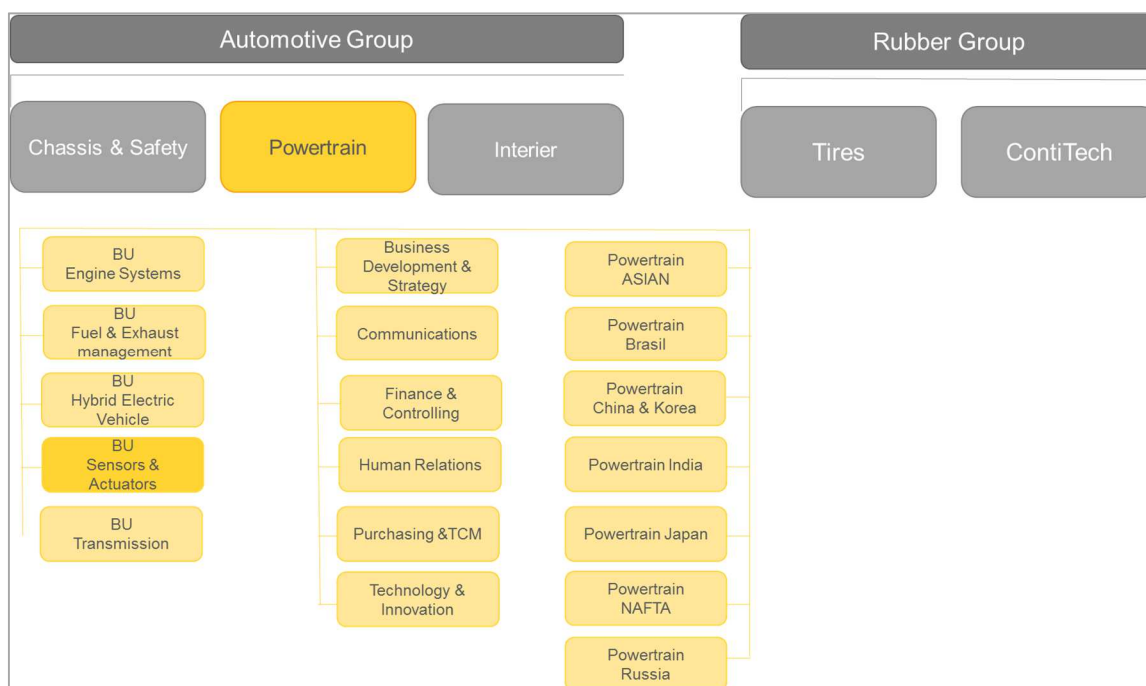 Automotive Group
Rubber Group
Chassis & Safety
Powertrain
Interier
Tires
ContiTech
BU
Engine Systems
BU
Fuel & Exhaust
management
BU
Hybrid Electric
Vehicle
BU
Sensors &
Actuators
BU
Transmission
Business
Development &
Strategy
Communications
Finance &
Controlling
Human Relations
Purchasing &TCM
Technology &
Innovation
Powertrain
ASIAN
Powertrain
Brasil
Powertrain
China & Korea
Powertrain India
Powertrain Japan
Powertrain
NAFTA
Powertrain
Russia